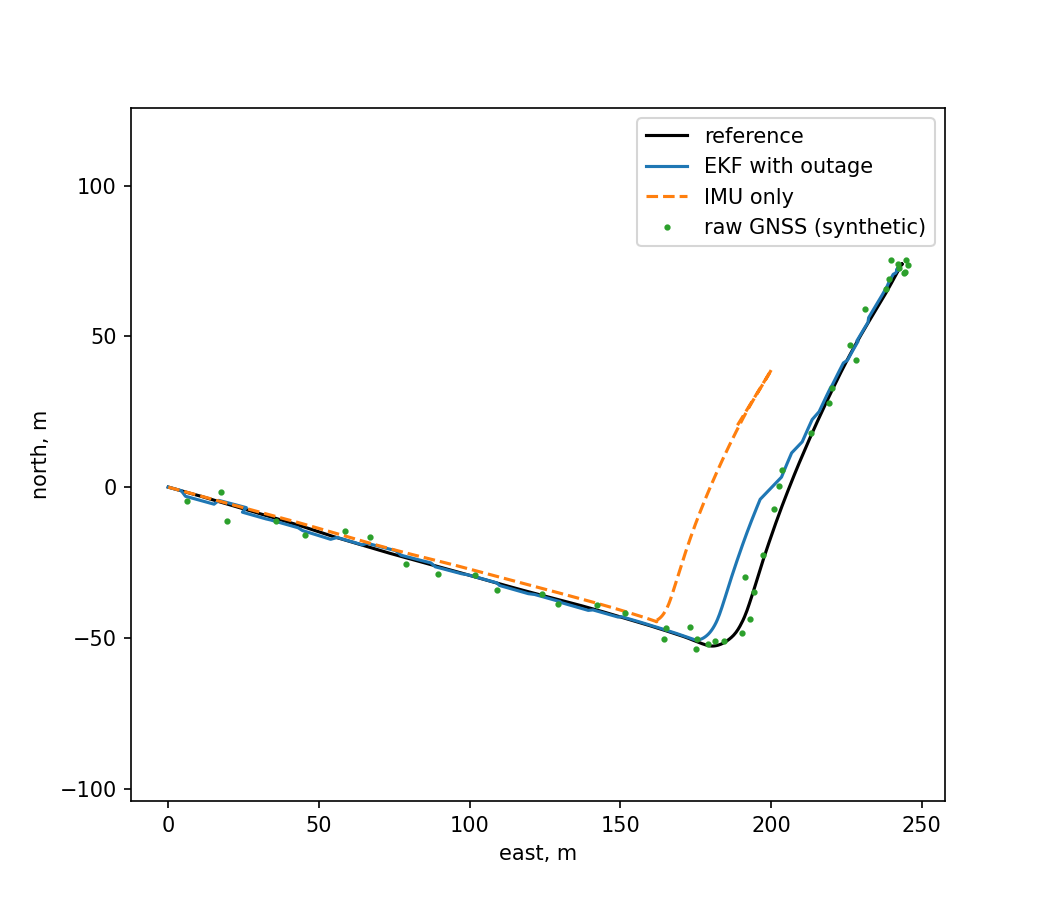 reference
EKF with outage
IMU only
raw GNSS (synthetic)
100
50
0
−50
−100
north, m
0 50 100 150 200 250
east, m